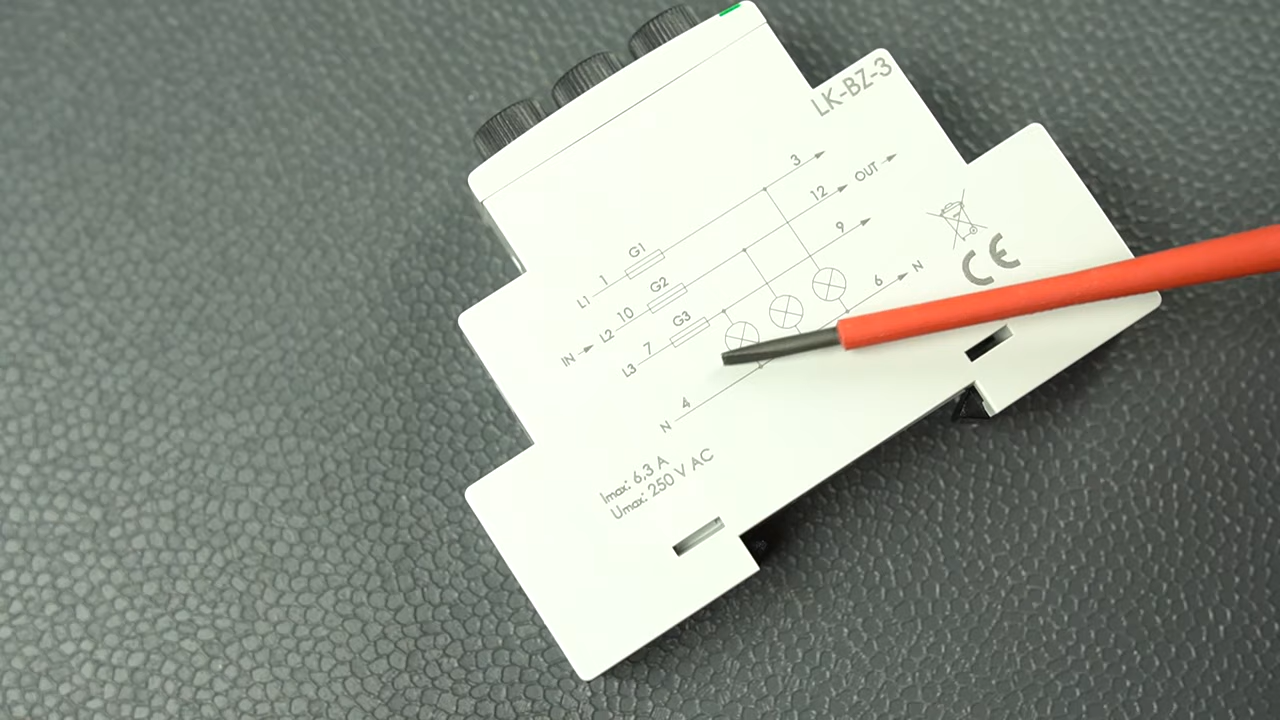 LK-BZ-3
L1 1 G1 3
IN L2 10 G2 12 OUT
L3 7 G3 9
N 4 6 N
CE
Imax: 6,3 A
Umax: 250 V AC